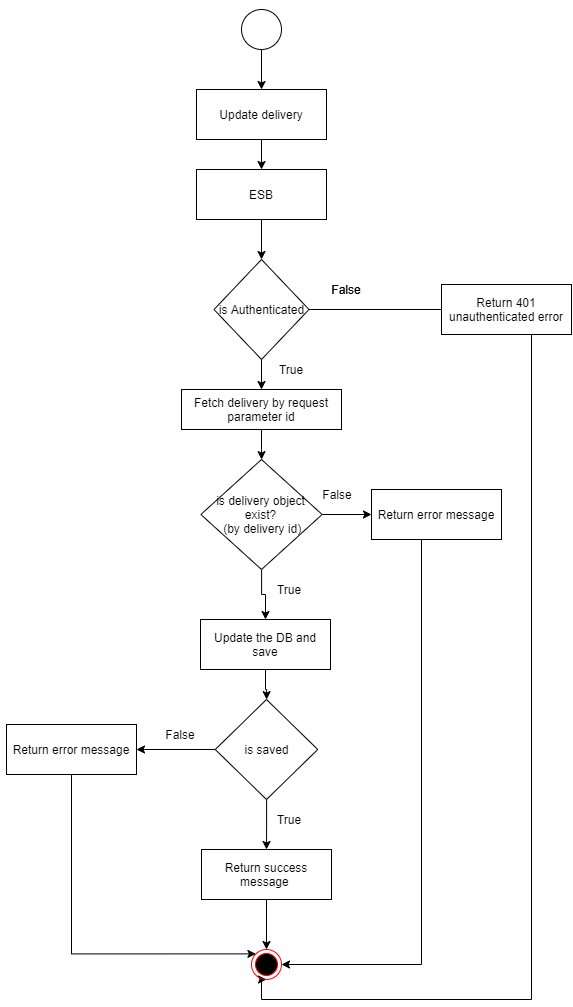 Update delivery
ESB
False
is Authenticated
Return 401
unauthenticated error
True
Fetch delivery by request
parameter id
False
is delivery object
exist?
(by delivery id)
Return error message
True
Update the DB and
save
False
Return error message
is saved
True
Return success
message